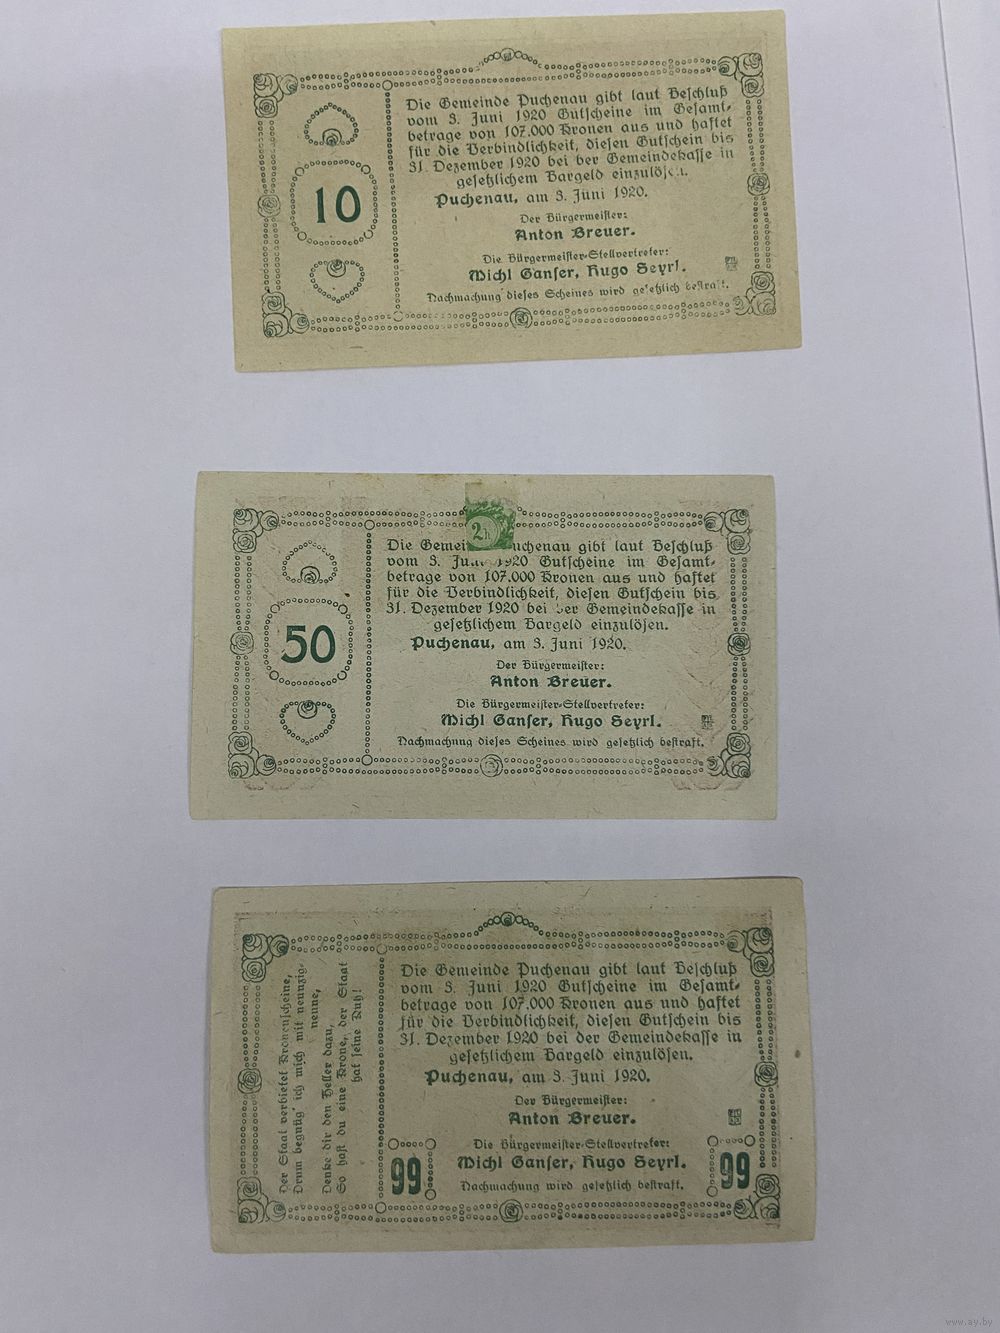 10
Die Gemeinde Puchenau gibt laut Beschluß
vom 3. Juni 1920 Gutscheine im Gesamt-
betrage von 107.000 Kronen aus und haftet
für die Verbindlichkeit, diesen Gutschein bis
31. Dezember 1920 bei der Gemeindekasse in
gesetzlichem Bargeld einzulösen.
Puchenau, am 3. Juni 1920.
Der Bürgermeister:
Anton Breuer.
Die Bürgermeister-Stellvertreter:
Michl Ganser, Hugo Seyrl.
Nachmachung dieses Scheines wird gesetzlich bestraft.
50
2h
Die Gemei uchenau gibt laut Beschluß
vom 3. Juni 1920 Gutscheine im Gesamt-
betrage von 107.000 Kronen aus und haftet
für die Verbindlichkeit, diesen Gutschein bis
31. Dezember 1920 bei der Gemeindekasse in
gesetzlichem Bargeld einzulösen.
Puchenau, am 3. Juni 1920.
Der Bürgermeister:
Anton Breuer.
Die Bürgermeister-Stellvertreter:
Michl Ganser, Hugo Seyrl.
Nachmachung dieses Scheines wird gesetzlich bestraft.
Der Staat verbietet Kronenscheine,
Drum begnüg ich mich mit neunzig-
neune,
Denke dir den Heller dazu,
So hast du eine Krone, der Staat
hat seine Ruh!
Die Gemeinde Puchenau gibt laut Beschluß
vom 3. Juni 1920 Gutscheine im Gesamt-
betrage von 107.000 Kronen aus und haftet
für die Verbindlichkeit, diesen Gutschein bis
31. Dezember 1920 bei der Gemeindekasse in
gesetzlichem Bargeld einzulösen.
Puchenau, am 3. Juni 1920.
Der Bürgermeister:
Anton Breuer.
Die Bürgermeister-Stellvertreter:
Michl Ganser, Hugo Seyrl.
Nachmachung wird gesetzlich bestraft.
99
99
www.ay.by